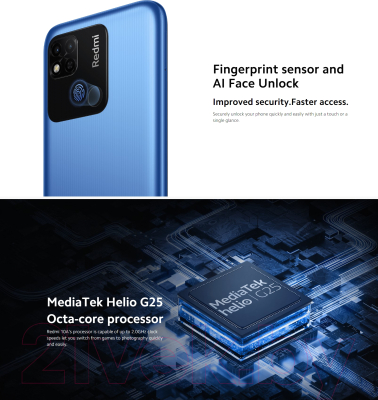 Redmi
Fingerprint sensor and
AI Face Unlock
Improved security.Faster access.
Securely unlock your phone quickly and easily with just a touch or a
single glance.
MediaTek
helio G25
MediaTek Helio G25
Octa-core processor
Redmi 10A's processor is capable of up to 2.0GHz clock
speeds let you switch from games to photography quickly
and easily.